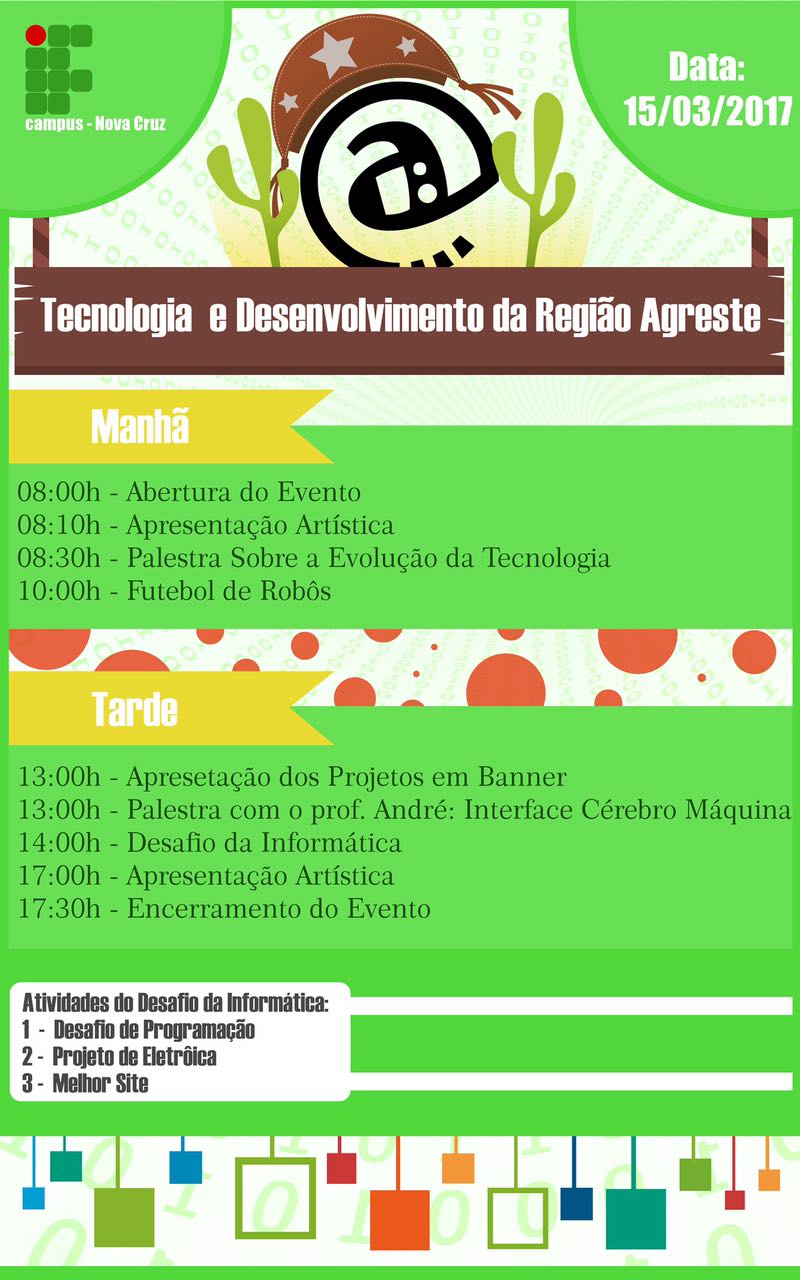 campus - Nova Cruz
Data:
15/03/2017
Tecnologia e Desenvolvimento da Região Agreste
Manhã
08:00h - Abertura do Evento
08:10h - Apresentação Artística
08:30h - Palestra Sobre a Evolução da Tecnologia
10:00h - Futebol de Robôs
Tarde
13:00h - Apresetação dos Projetos em Banner
13:00h - Palestra com o prof. André: Interface Cérebro Máquina
14:00h - Desafio da Informática
17:00h - Apresentação Artística
17:30h - Encerramento do Evento
Atividades do Desafio da Informática:
1 - Desafio de Programação
2 - Projeto de Eletrôica
3 - Melhor Site